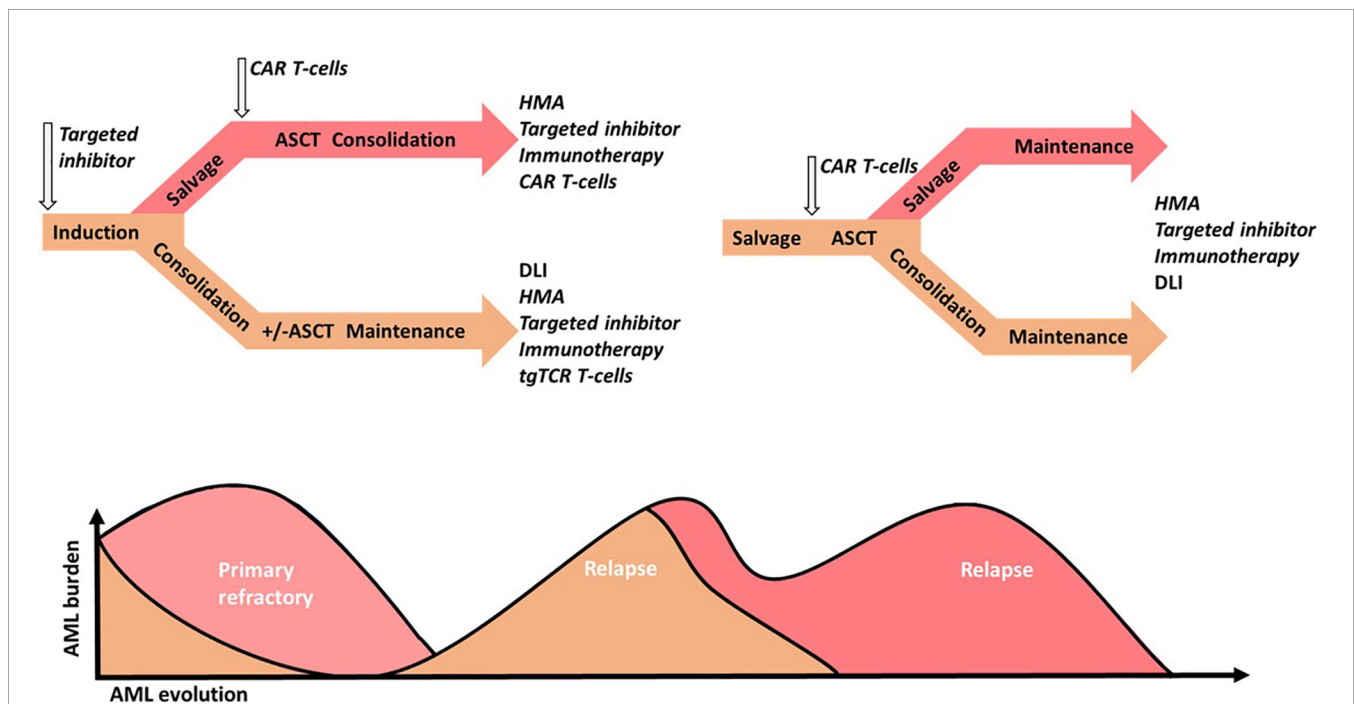 CAR T-cells
Targeted
inhibitor
Salvage
ASCT Consolidation
HMA
Targeted inhibitor
Immunotherapy
CAR T-cells
Induction
Consolidation
+/-ASCT Maintenance
DLI
HMA
Targeted inhibitor
Immunotherapy
tgTCR T-cells
CAR T-cells
Salvage
Maintenance
Salvage ASCT
Consolidation
Maintenance
HMA
Targeted inhibitor
Immunotherapy
DLI
AML burden
Primary
refractory
Relapse
Relapse
AML evolution